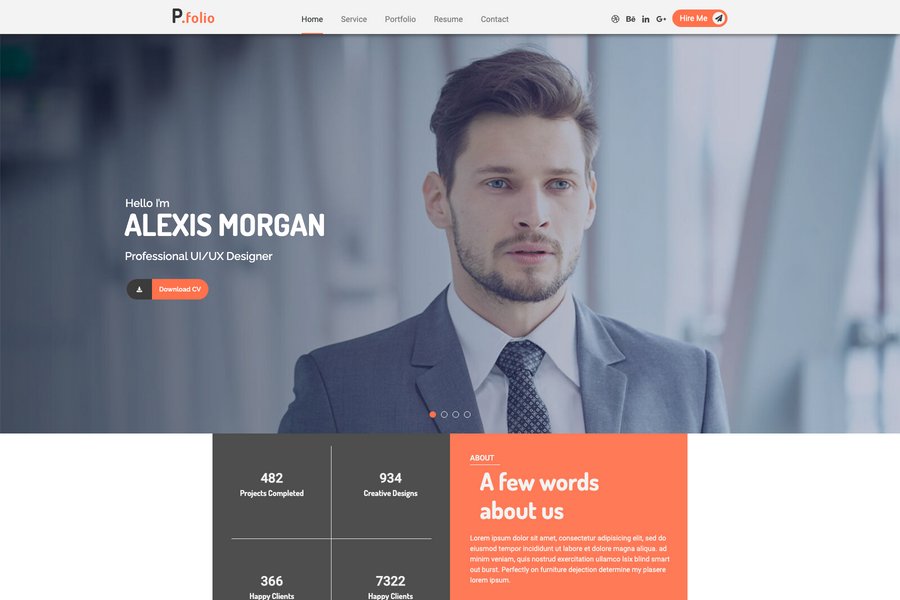 P.folio
Home Service Portfolio Resume Contact
Hire Me
Hello I'm
ALEXIS MORGAN
Professional UI/UX Designer
Download CV
482
Projects Completed
934
Creative Designs
366
Happy Clients
7322
Happy Clients
ABOUT
A few words
about us
Lorem ipsum dolor sit amet, consectetur adipisicing elit, sed do
eiusmod tempor incididunt ut labore et dolore magna aliqua. ad
minim veniam, quis nostrud exercitation ullamco laix blind smart
out burst. Perfectly on furniture dejection determine my plasere
lorem ipsum.